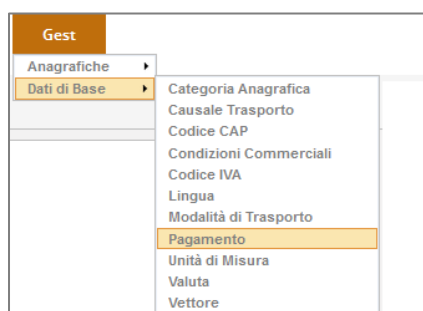 Gest
Anagrafiche
Dati di Base
Categoria Anagrafica
Causale Trasporto
Codice CAP
Condizioni Commerciali
Codice IVA
Lingua
Modalità di Trasporto
Pagamento
Unità di Misura
Valuta
Vettore